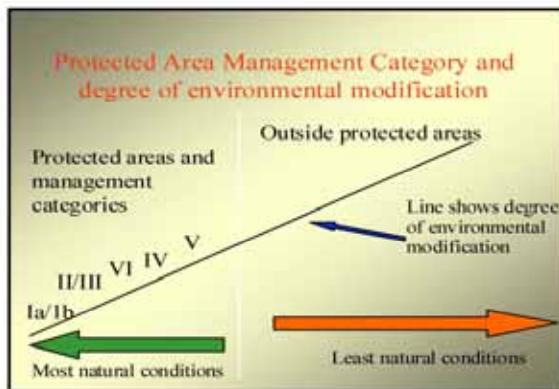 Protected Area Management Category and
degree of environmental modification
Outside protected areas
Protected areas and
management
categories
Line shows degree
of environmental
modification
V
IV
VI
II/III
Ia/1b
Most natural conditions
Least natural conditions